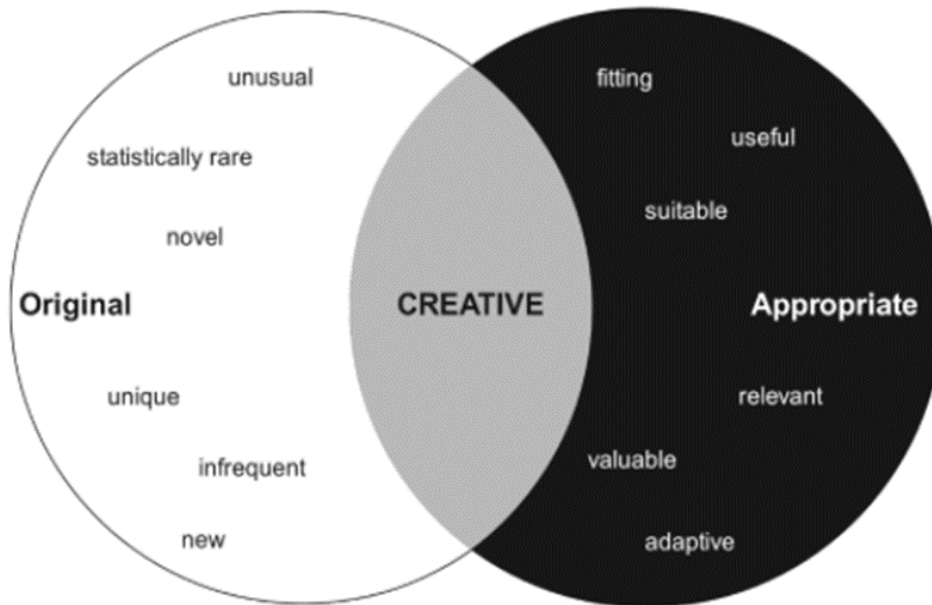 unusual
statistically rare
novel
Original
unique
infrequent
new
CREATIVE
fitting
useful
suitable
Appropriate
relevant
valuable
adaptive